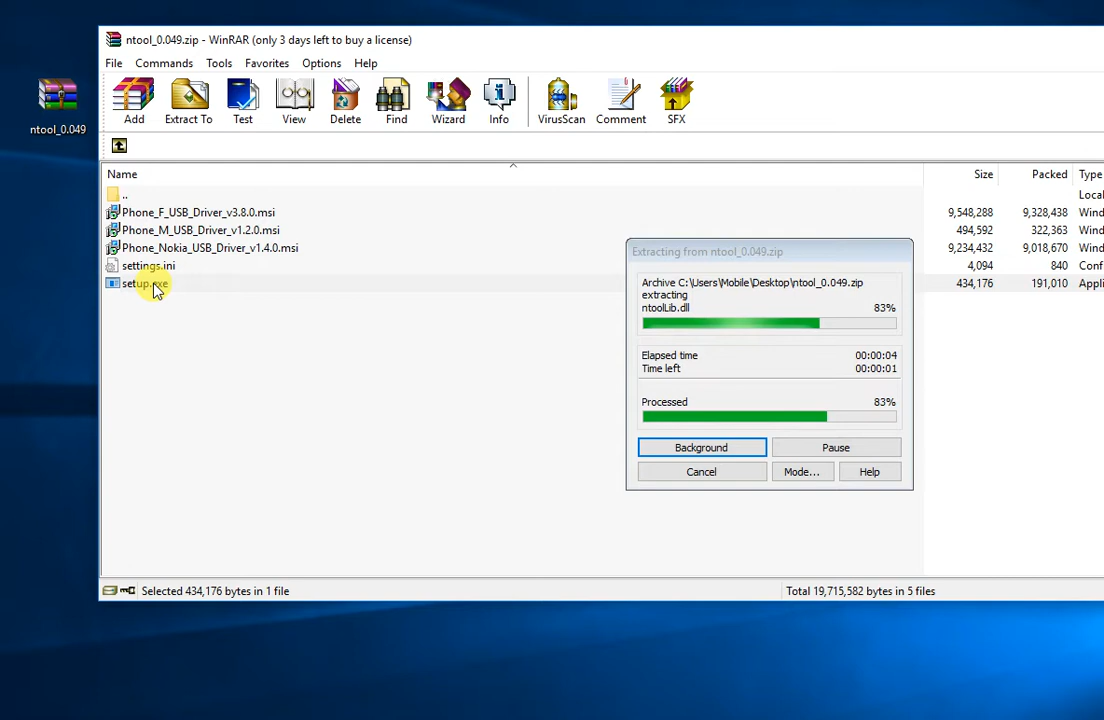 ntool_0.049.zip - WinRAR (only 3 days left to buy a license)
File Commands Tools Favorites Options Help
Add Extract To Test View Delete Find Wizard Info VirusScan Comment SFX
ntool_0.049
Name Size Packed Type
.. Local
Phone_F_USB_Driver_v3.8.0.msi 9,548,288 9,328,438 Wind
Phone_M_USB_Driver_v1.2.0.msi 494,592 322,363 Wind
Phone_Nokia_USB_Driver_v1.4.0.msi 9,234,432 9,018,670 Wind
settings.ini 4,094 840 Conf
setup.exe 434,176 191,010 Appli
Extracting from ntool_0.049.zip
Archive C:\Users\Mobile\Desktop\ntool_0.049.zip
extracting
ntoolLib.dll 83%
Elapsed time 00:00:04
Time left 00:00:01
Processed 83%
Background Pause
Cancel Mode... Help
Selected 434,176 bytes in 1 file Total 19,715,582 bytes in 5 files